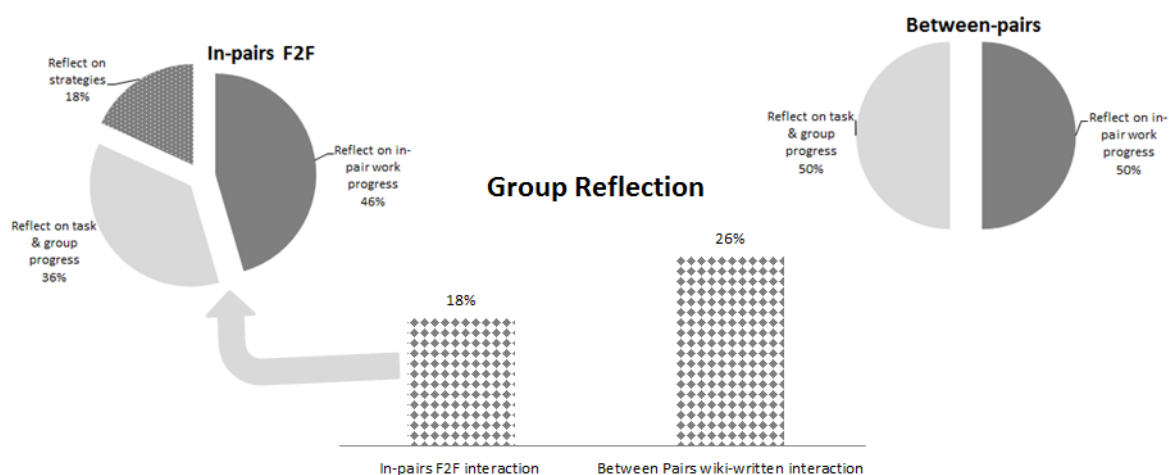 In-pairs F2F
Reflect on
strategies
18%
Reflect on in-
pair work
progress
46%
Reflect on task
& group
progress
36%
Between-pairs
Reflect on task
& group
progress
50%
Reflect on in-
pair work
progress
50%
Group Reflection
18%
26%
In-pairs F2F interaction
Between Pairs wiki-written interaction